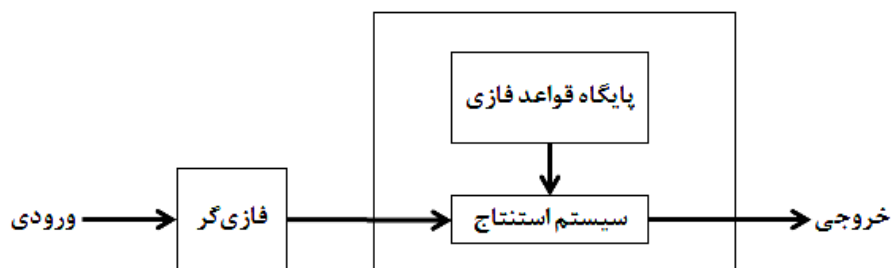 پایگاه قواعد فازی
ورودی
فازی‌گر
سیستم استنتاج
خروجی